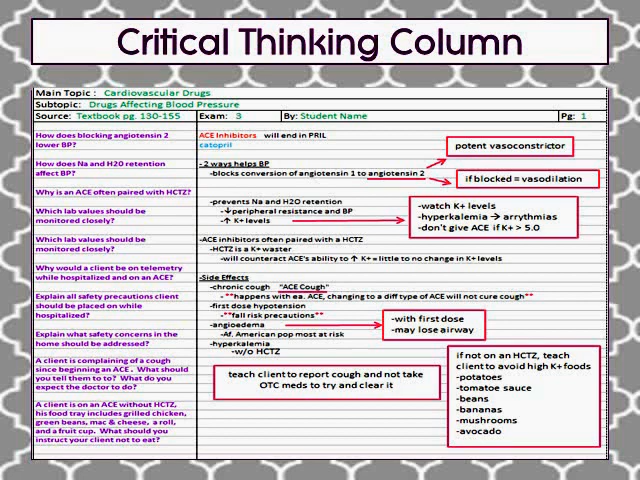 Critical Thinking Column
Main Topic : Cardiovascular Drugs
Subtopic: Drugs Affecting Blood Pressure
Source: Textbook pg. 130-155 Exam: 3 By: Student Name Pg: 1
How does blocking angiotensin 2
lower BP?
How does Na and H2O retention
affect BP?
Why is an ACE often paired with HCTZ?
Which lab values should be
monitored closely?
Which lab values should be
monitored closely?
Why would a client be on telemetry
while hospitalized and on an ACE?
Explain all safety precautions client
should be placed on while
hospitalized?
Explain what safety concerns in the
home should be addressed?
A client is complaining of a cough
since beginning an ACE. What should
you tell them to? What do you
expect the doctor to do?
A client is on an ACE without HCTZ,
his food tray includes grilled chicken,
green beans, mac & cheese, a roll,
and a fruit cup. What should you
instruct your client not to eat?
ACE Inhibitors will end in PRIL
catopril
- 2 ways helps BP
-blocks conversion of angiotensin 1 to angiotensin 2
potent vasoconstrictor
if blocked = vasodilation
-prevents Na and H2O retention
-↓peripheral resistance and BP
-↑ K+ levels
-watch K+ levels
-hyperkalemia → arrythmias
-don't give ACE if K+ > 5.0
-ACE inhibitors often paired with a HCTZ
-HCTZ is a K+ waster
-will counteract ACE's ability to ↑ K+ = little to no change in K+ levels
-Side Effects
-chronic cough "ACE Cough"
-**happens with ea. ACE, changing to a diff type of ACE will not cure cough**
-first dose hypotention
-**fall risk precautions**
-angioedema
-Af. American pop most at risk
-hyperkalemia
-w/o HCTZ
-with first dose
-may lose airway
teach client to report cough and not take
OTC meds to try and clear it
if not on an HCTZ, teach
client to avoid high K+ foods
-potatoes
-tomatoe sauce
-beans
-bananas
-mushrooms
-avocado